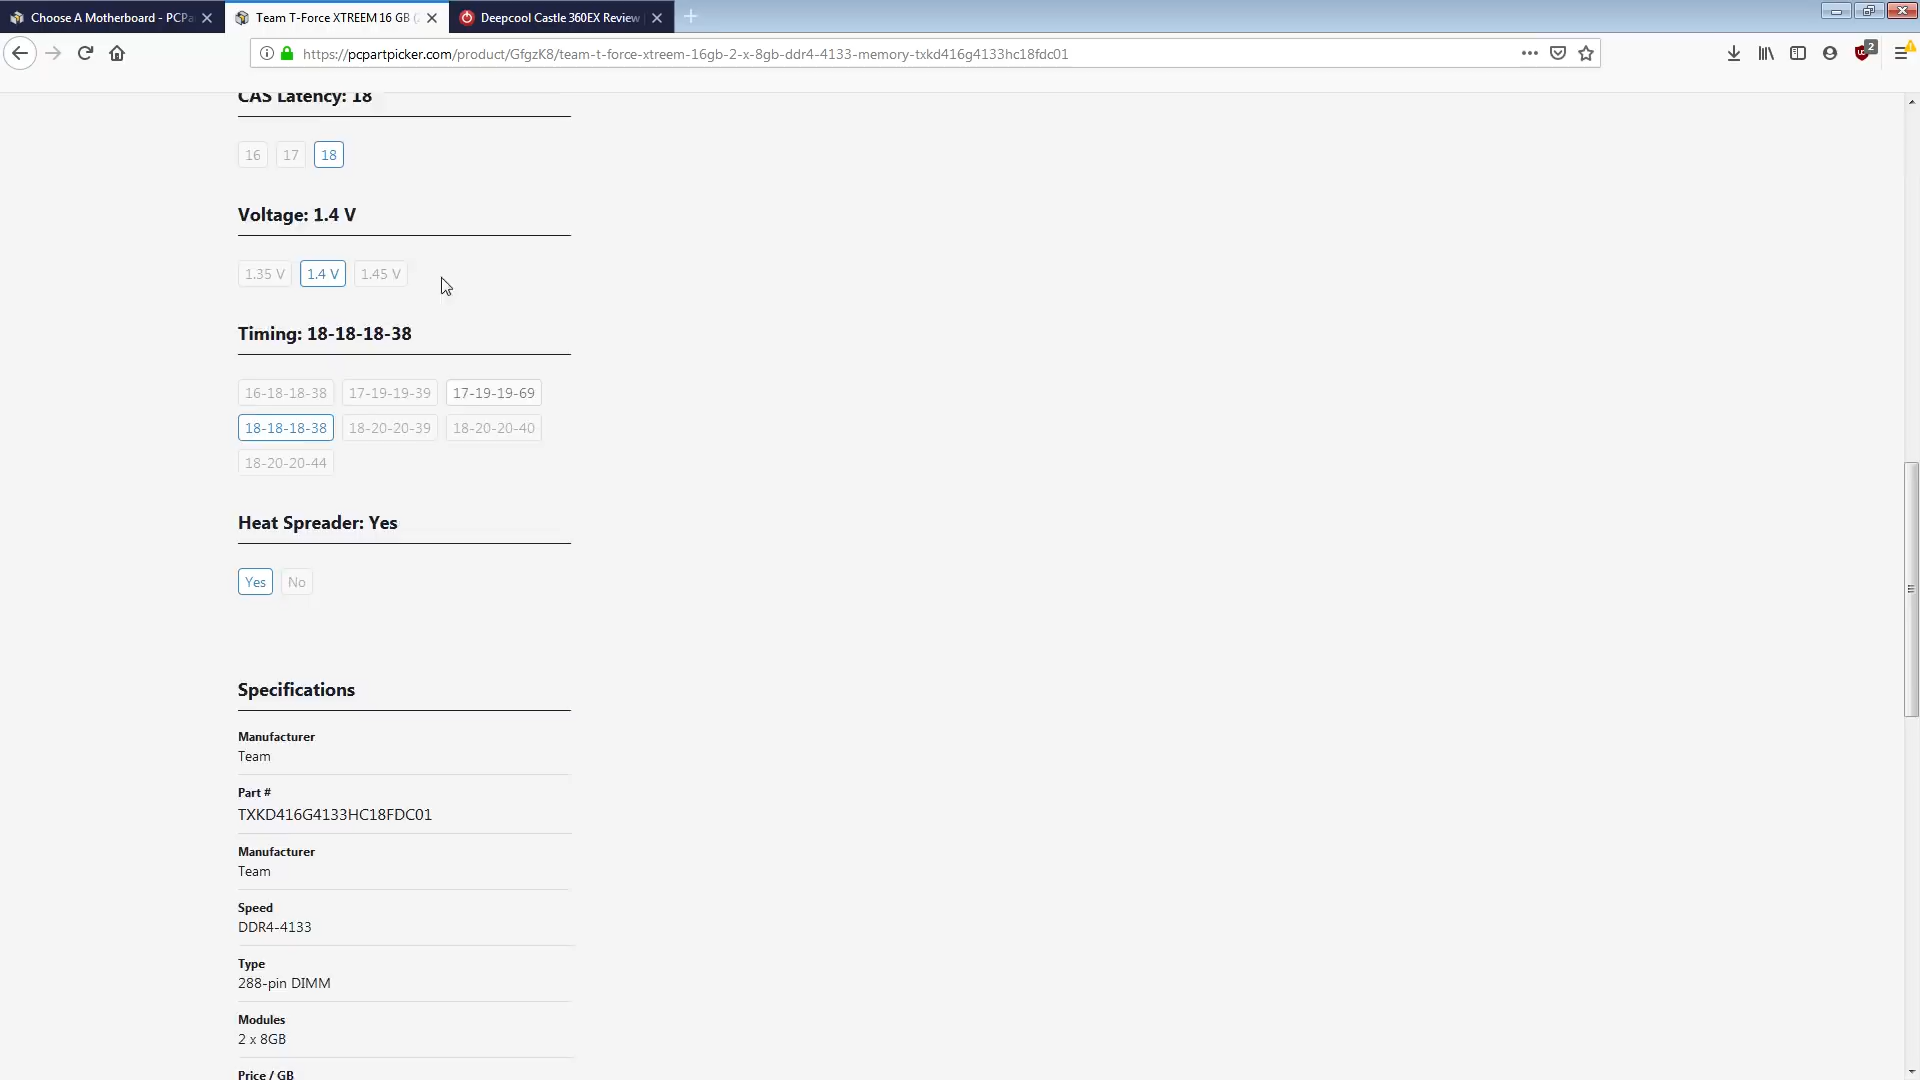 Choose A Motherboard - PCPa
Team T-Force XTREEM 16 GB (
Deepcool Castle 360EX Review
https://pcpartpicker.com/product/GfgzK8/team-t-force-xtreem-16gb-2-x-8gb-ddr4-4133-memory-txkd416g4133hc18fdc01
2
CAS Latency: 18
16 17 18
Voltage: 1.4 V
1.35 V 1.4 V 1.45 V
Timing: 18-18-18-38
16-18-18-38 17-19-19-39 17-19-19-69
18-18-18-38 18-20-20-39 18-20-20-40
18-20-20-44
Heat Spreader: Yes
Yes No
Specifications
Manufacturer
Team
Part #
TXKD416G4133HC18FDC01
Manufacturer
Team
Speed
DDR4-4133
Type
288-pin DIMM
Modules
2 x 8GB
Price / GB